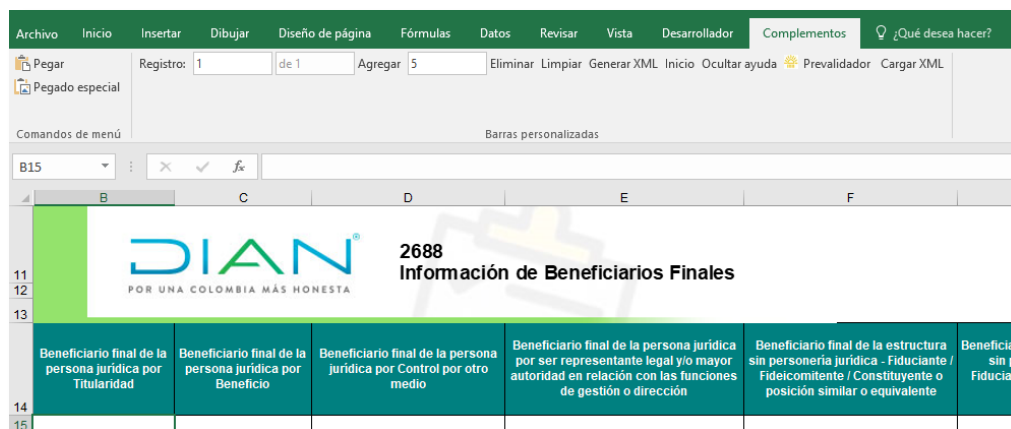 Archivo Inicio Insertar Dibujar Diseño de página Fórmulas Datos Revisar Vista Desarrollador Complementos ¿Qué desea hacer?
Pegar Registro: 1 de 1 Agregar 5 Eliminar Limpiar Generar XML Inicio Ocultar ayuda Prevalidador Cargar XML
Pegado especial
Comandos de menú Barras personalizadas
B15 fx
B C D E F
11
12
13
DIAN®
POR UNA COLOMBIA MÁS HONESTA
2688
Información de Beneficiarios Finales
14
Beneficiario final de la
persona jurídica por
Titularidad
Beneficiario final de la
persona jurídica por
Beneficio
Beneficiario final de la persona
jurídica por Control por otro
medio
Beneficiario final de la persona jurídica
por ser representante legal y/o mayor
autoridad en relación con las funciones
de gestión o dirección
Beneficiario final de la estructura
sin personería jurídica - Fiduciante /
Fideicomitente / Constituyente o
posición similar o equivalente
15